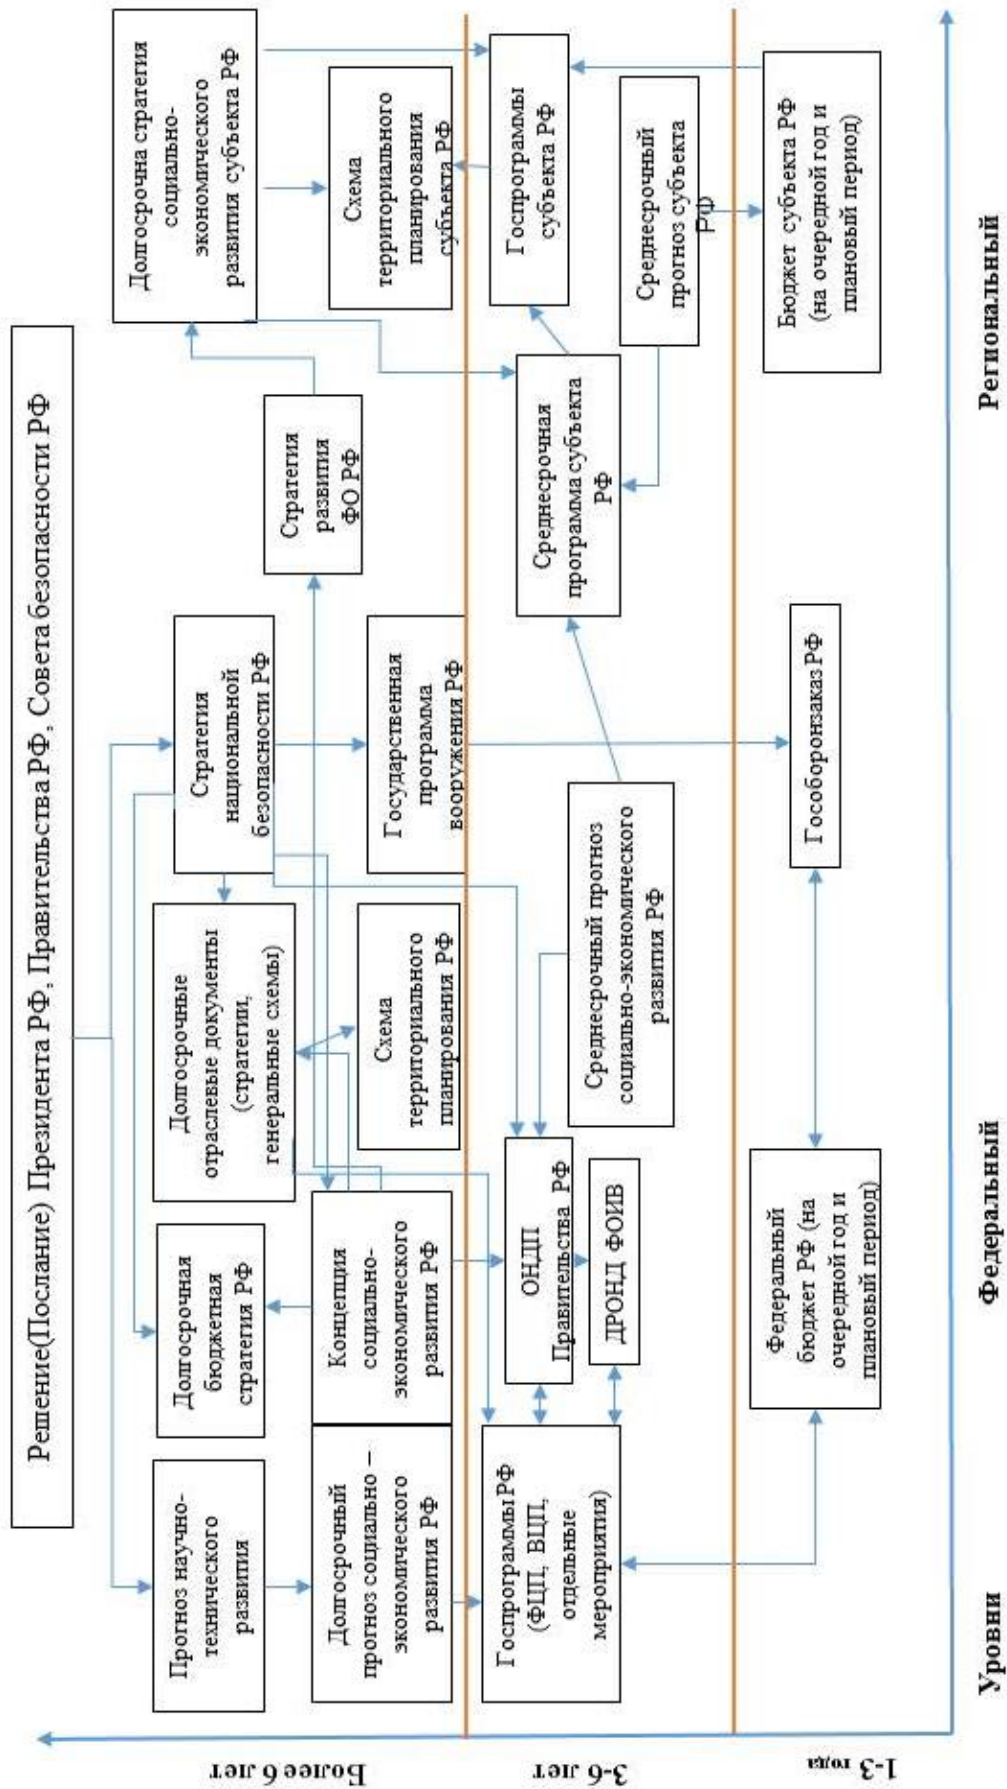 Решение(Послание) Президента РФ, Правительства РФ, Совета безопасности РФ
Прогноз научно-
технического
развития
Долгосрочная
бюджетная
стратегия РФ
Долгосрочные
отраслевые документы
(стратегии,
генеральные схемы)
Стратегия
национальной
безопасности РФ
Стратегия
развития
ФО РФ
Долгосрочна стратегия
социально-
экономического
развития субъекта РФ
Долгосрочный
прогноз социально –
экономического
развития РФ
Концепция
социально-
экономического
развития РФ
Схема
территориального
планирования РФ
Государственная
программа
вооружения РФ
Схема
территориального
планирования
субъекта РФ
Госпрограммы РФ
(ФЦП, ВЦП,
отдельные
мероприятия)
ОНДП
Правительства РФ
ДРОНД ФОИВ
Среднесрочный прогноз
социально-экономического
развития РФ
Среднесрочная
программа субъекта
РФ
Госпрограммы
субъекта РФ
Среднесрочный
прогноз субъекта
РФ
Федеральный
бюджет РФ (на
очередной год и
плановый период)
Гособоронзаказ РФ
Бюджет субъекта РФ
(на очередной год и
плановый период)
Более 6 лет
3-6 лет
1-3 года
Уровни
Федеральный
Региональный